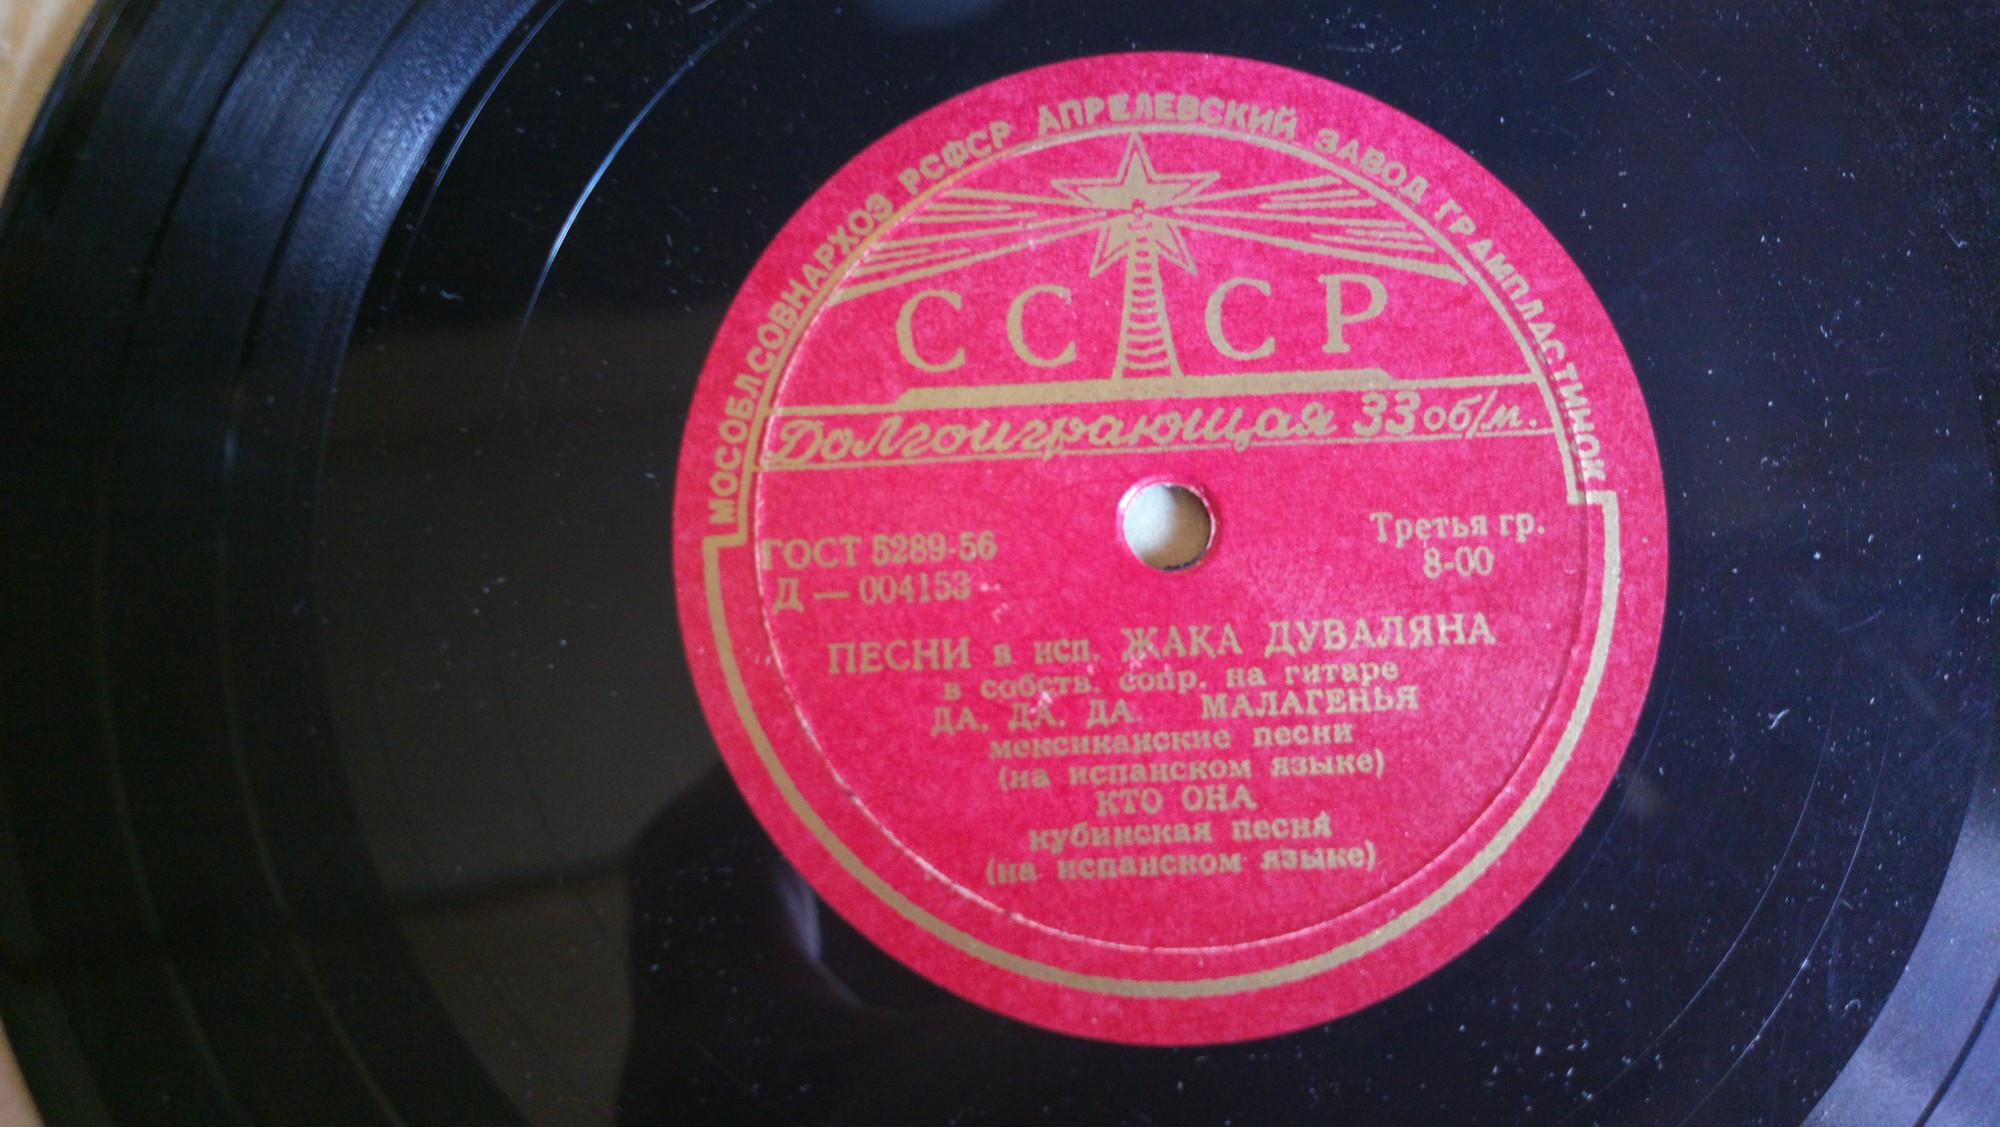 МОСОБЛСОВНАРХОЗ РСФСР АПРЕЛЕВСКИЙ ЗАВОД ГРАМПЛАСТИНОК
СССР
Долгоиграющая 33 об/м.
ГОСТ 5289-56
Д — 004153
Третья гр.
8-00
ПЕСНИ в исп. ЖАКА ДУВАЛЯНА
в собств. сопр. на гитаре
ДА, ДА, ДА. МАЛАГЕНЬЯ
мексиканские песни
(на испанском языке)
КТО ОНА
кубинская песня
(на испанском языке)